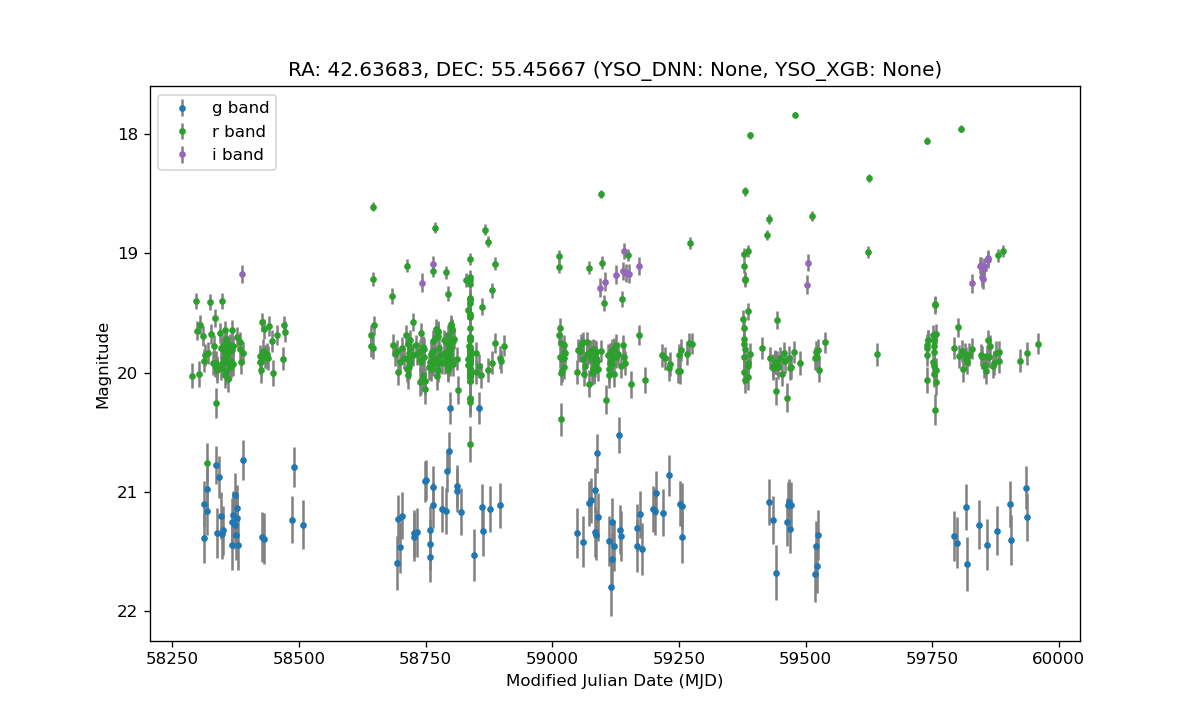 RA: 42.63683, DEC: 55.45667 (YSO_DNN: None, YSO_XGB: None)
g band
r band
i band
18
19
20
21
22
Magnitude
58250 58500 58750 59000 59250 59500 59750 60000
Modified Julian Date (MJD)